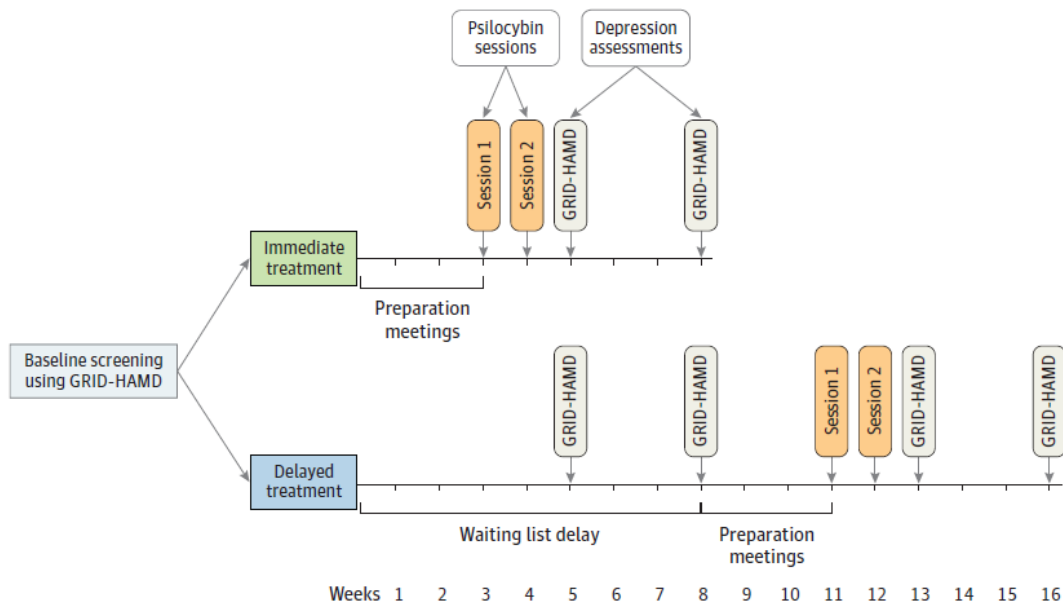 Psilocybin
sessions
Depression
assessments
Session 1
Session 2
GRID-HAMD
GRID-HAMD
Immediate
treatment
Preparation
meetings
Baseline screening
using GRID-HAMD
GRID-HAMD
GRID-HAMD
Session 1
Session 2
GRID-HAMD
GRID-HAMD
Delayed
treatment
Waiting list delay
Preparation
meetings
Weeks 1 2 3 4 5 6 7 8 9 10 11 12 13 14 15 16